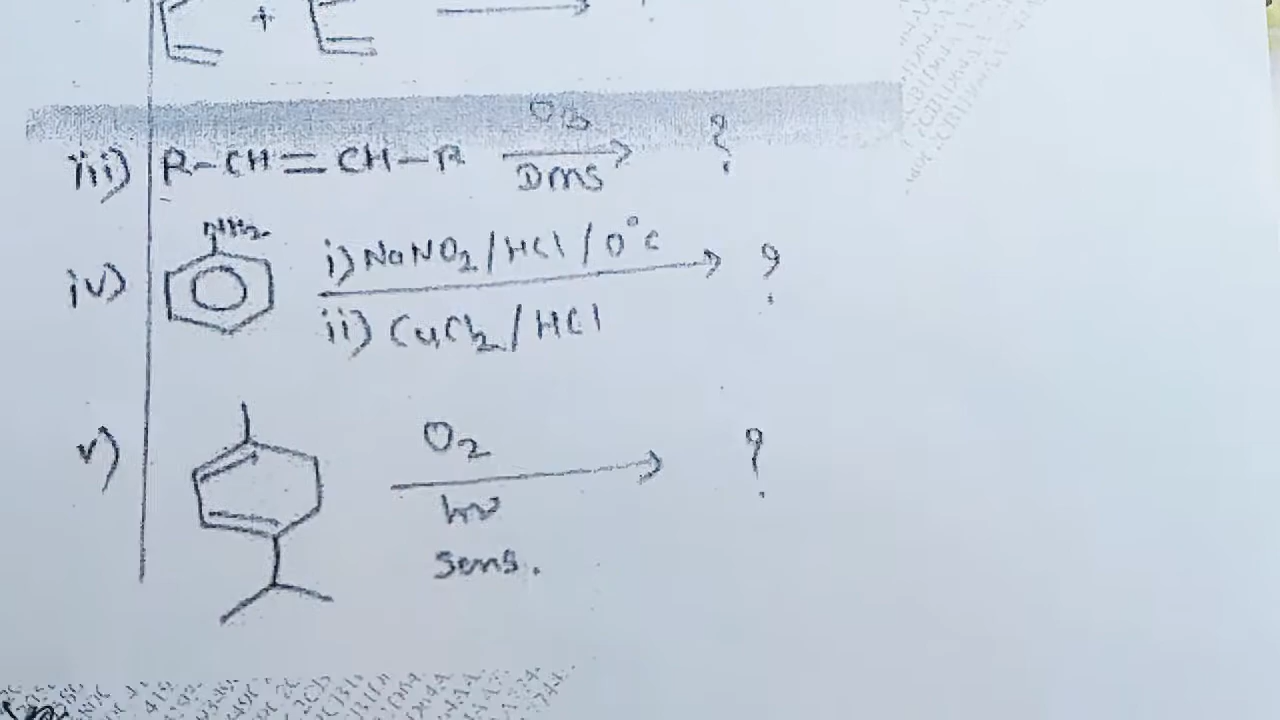 + ?
iii) R-CH=CH-R O3 → DMS ?
iv) NH2 i) NaNO2/HCl/0°C ?
ii) CuCl2/HCl
v) O2 → ?
hν
Sens.